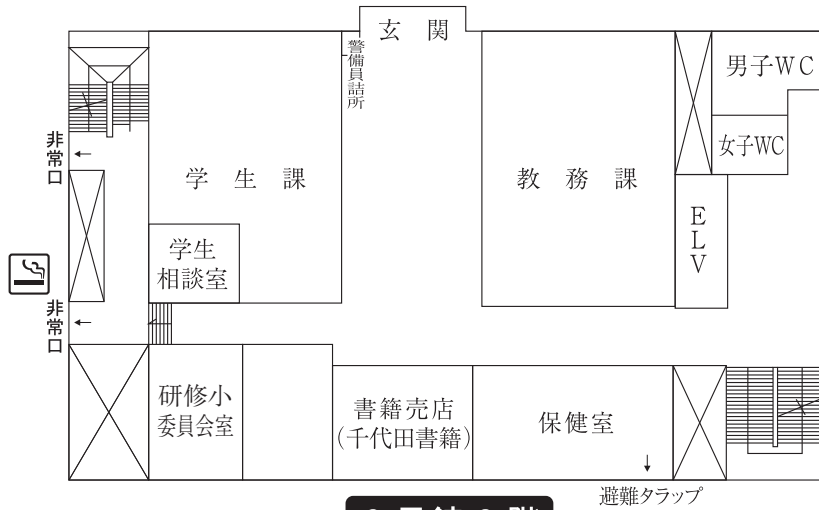 玄　関
警備員詰所
男子WC
女子WC
非常口
学　生　課
教　務　課
ELV
学生
相談室
非常口
研修小
委員会室
書籍売店
(千代田書籍)
保健室
避難タラップ